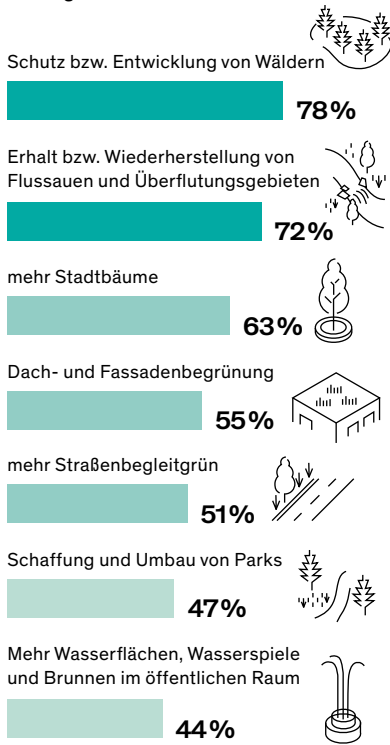 Schutz bzw. Entwicklung von Wäldern
78%
Erhalt bzw. Wiederherstellung von
Flussauen und Überflutungsgebieten
72%
mehr Stadtbäume
63%
Dach- und Fassadenbegrünung
55%
mehr Straßenbegleitgrün
51%
Schaffung und Umbau von Parks
47%
Mehr Wasserflächen, Wasserspiele
und Brunnen im öffentlichen Raum
44%